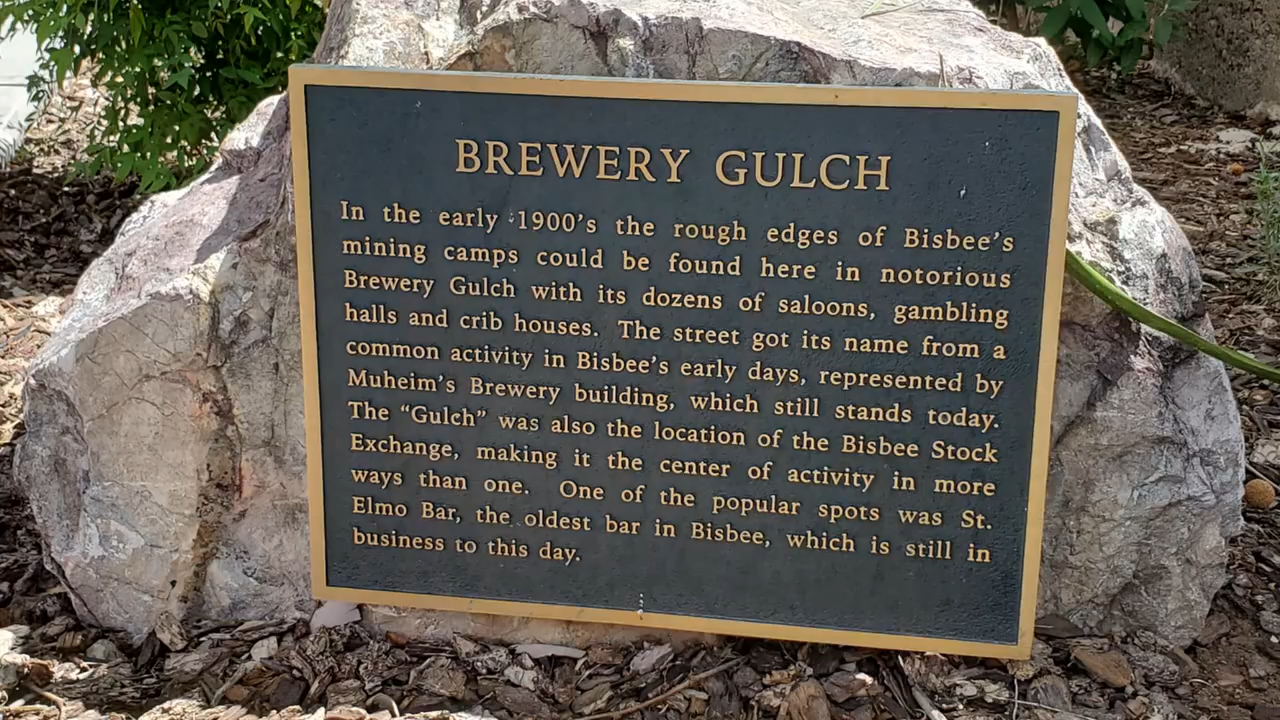 BREWERY GULCH
In the early 1900's the rough edges of Bisbee's
mining camps could be found here in notorious
Brewery Gulch with its dozens of saloons, gambling
halls and crib houses. The street got its name from a
common activity in Bisbee's early days, represented by
Muheim's Brewery building, which still stands today.
The “Gulch” was also the location of the Bisbee Stock
Exchange, making it the center of activity in more
ways than one. One of the popular spots was St.
Elmo Bar, the oldest bar in Bisbee, which is still in
business to this day.